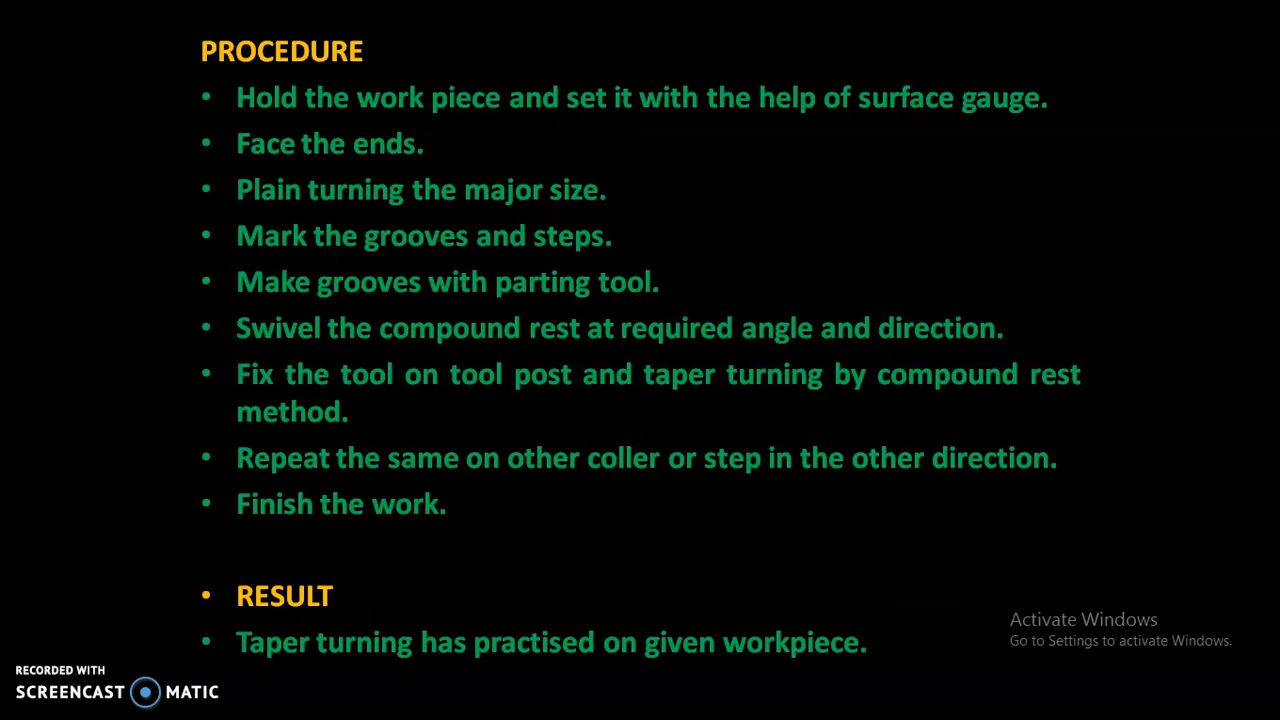 PROCEDURE
• Hold the work piece and set it with the help of surface gauge.
• Face the ends.
• Plain turning the major size.
• Mark the grooves and steps.
• Make grooves with parting tool.
• Swivel the compound rest at required angle and direction.
• Fix the tool on tool post and taper turning by compound rest
method.
• Repeat the same on other coller or step in the other direction.
• Finish the work.
• RESULT
• Taper turning has practised on given workpiece.
Activate Windows
Go to Settings to activate Windows.
RECORDED WITH
SCREENCAST MATIC